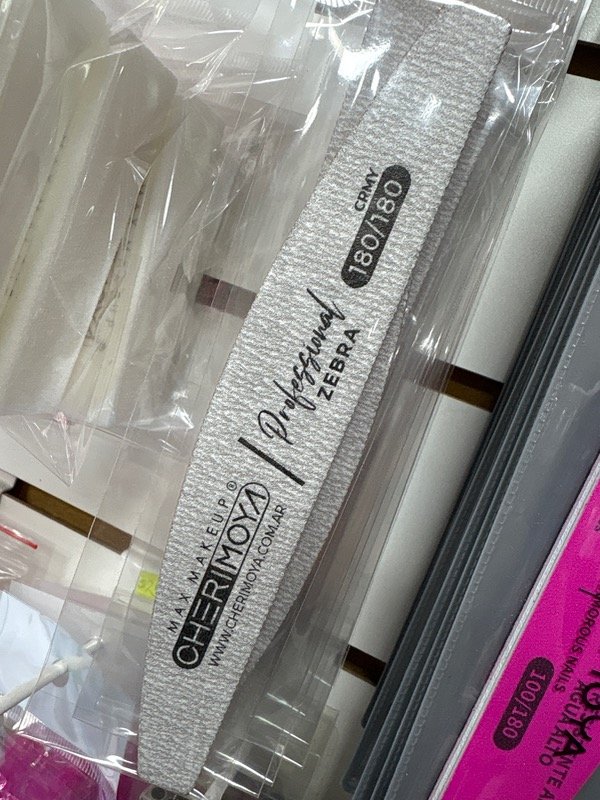 MAX MAKEUP®
CHERIMOYA
WWW.CHERIMOYA.COM.AR
Professional
ZEBRA
CRMY
180/180
100/180